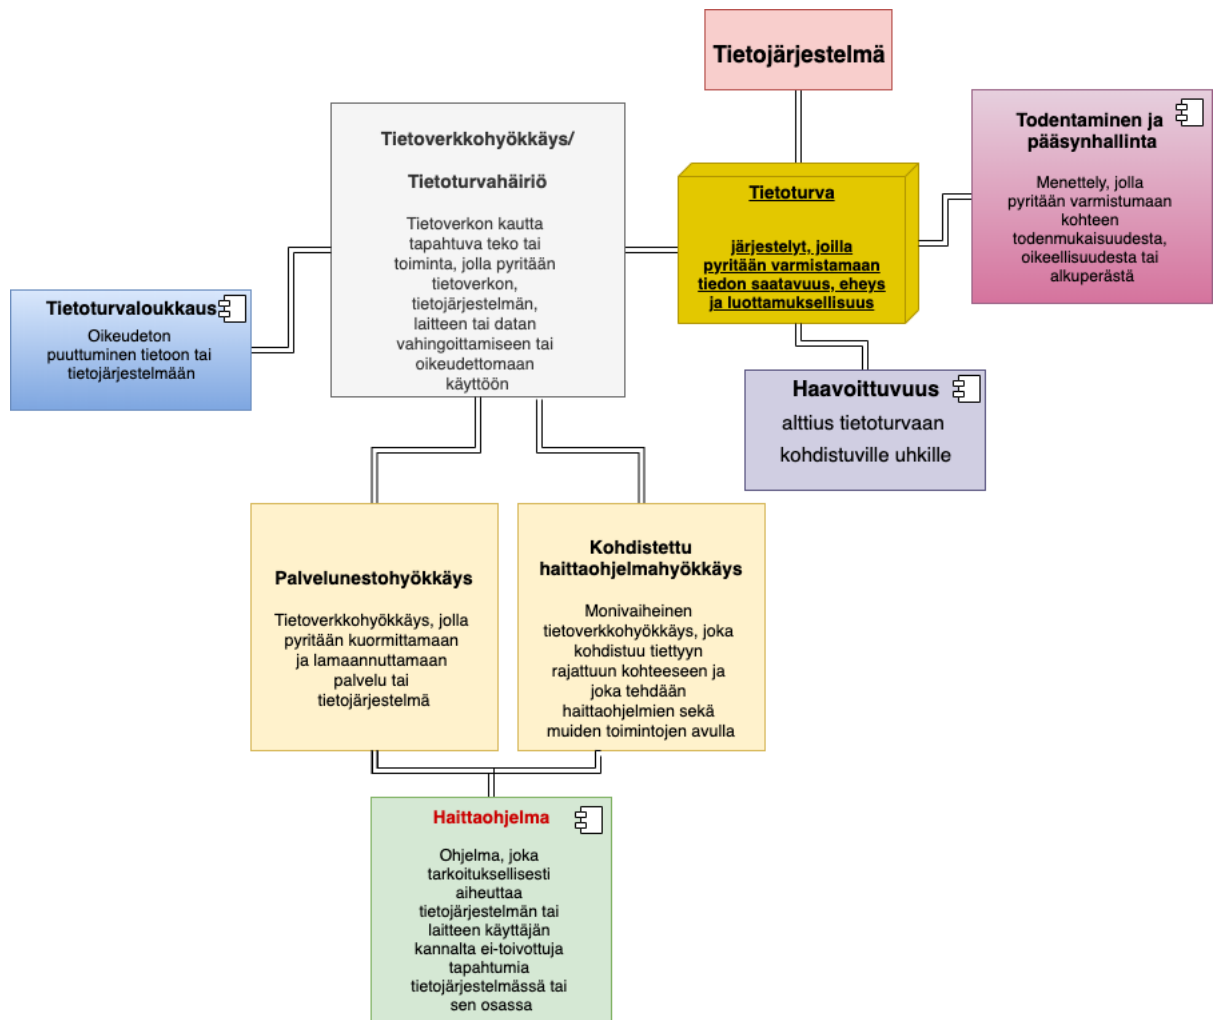 Tietojärjestelmä
Tietoverkkohyökkäys/
Tietoturvahäiriö
Tietoverkon kautta
tapahtuva teko tai
toiminta, jolla pyritään
tietoverkon,
tietojärjestelmän,
laitteen tai datan
vahingoittamiseen tai
oikeudettomaan
käyttöön
Tietoturva
järjestelyt, joilla
pyritään varmistamaan
tiedon saatavuus, eheys
ja luottamuksellisuus
Todentaminen ja
pääsynhallinta
Menettely, jolla
pyritään varmistumaan
kohteen
todenmukaisuudesta,
oikeellisuudesta tai
alkuperästä
Tietoturvaloukkaus
Oikeudeton
puuttuminen tietoon tai
tietojärjestelmään
Haavoittuvuus
alttius tietoturvaan
kohdistuville uhkille
Palvelunestohyökkäys
Tietoverkkohyökkäys, jolla
pyritään kuormittamaan
ja lamaannuttamaan
palvelu tai
tietojärjestelmä
Kohdistettu
haittaohjelmahyökkäys
Monivaiheinen
tietoverkkohyökkäys, joka
kohdistuu tiettyyn
rajattuun kohteeseen ja
joka tehdään
haittaohjelmien sekä
muiden toimintojen avulla
Haittaohjelma
Ohjelma, joka
tarkoituksellisesti
aiheuttaa
tietojärjestelmän tai
laitteen käyttäjän
kannalta ei-toivottuja
tapahtumia
tietojärjestelmässä tai
sen osassa